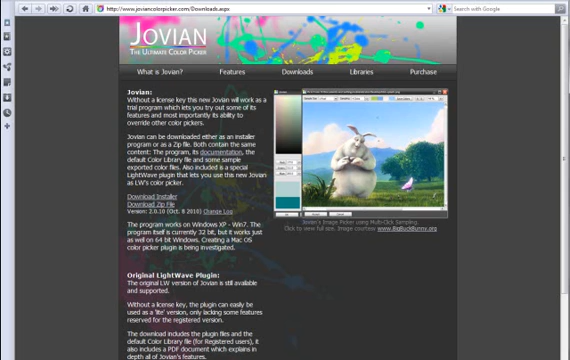 http://www.joviancolorpicker.com/Downloads.aspx
Search with Google
JOVIAN
THE ULTIMATE COLOR PICKER
What is Jovian? Features Downloads Libraries Purchase
Jovian:
Without a license key this new Jovian will work as a
trial program which lets you try out some of its
features and most importantly its ability to
override other color pickers.
Jovian can be downloaded either as an installer
program or as a Zip file. Both contain the same
content: The program, its documentation, the
default Color Library file and some sample
exported color files. Also included is a special
LightWave plugin that lets you use this new Jovian
as LW's color picker.
Download Installer
Download Zip File
Version: 2.0.10 (Oct. 8 2010) Change Log
The program works on Windows XP - Win7. The
program itself is currently 32 bit, but it works just
as well on 64 bit Windows. Creating a Mac OS
color picker plugin is being investigated.
Jovian's Image Picker using Multi-Click Sampling.
Click to view full size. Image courtesy www.BigBuckBunny.org
Original LightWave Plugin:
The original LW version of Jovian is still available
and supported.
Without a license, the plugin can easily be
used as a 'lite' version, only lacking some features
reserved for the registered version.
The download includes the plugin files and the
default Color Library file (for Registered users), it
also includes a PDF document which explains in
depth all of Jovian's features.